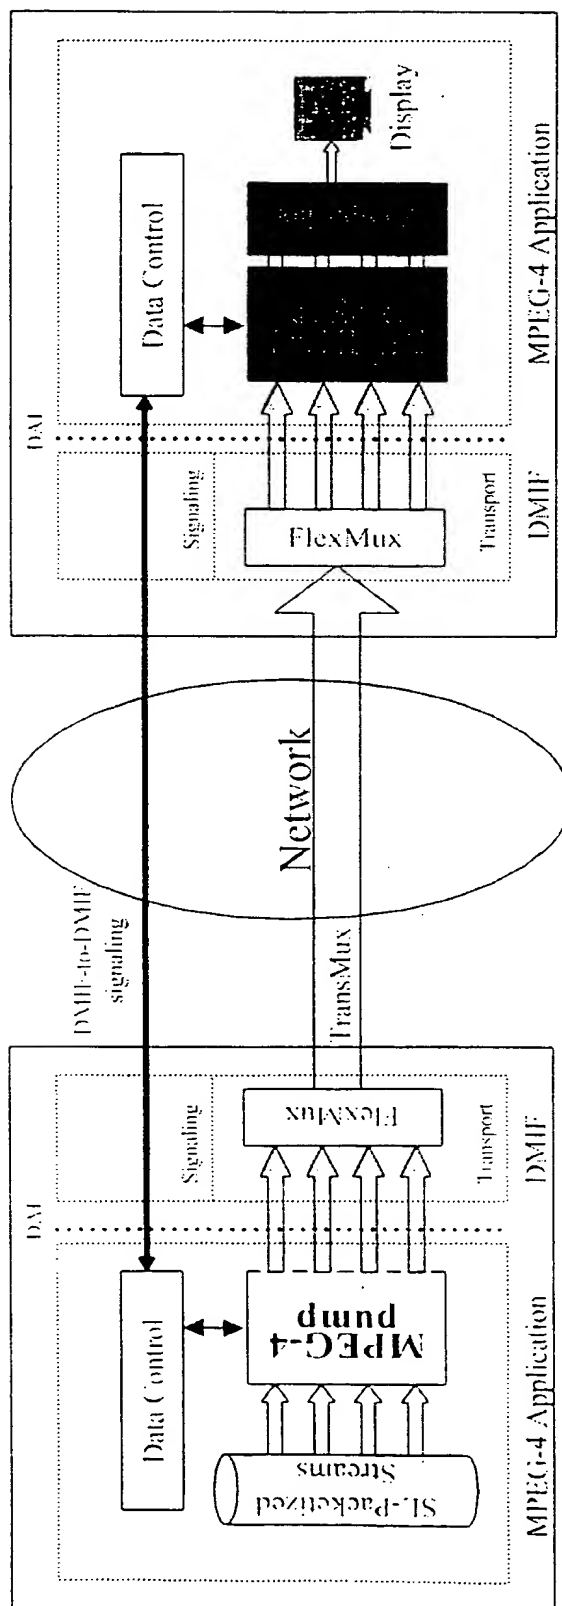 DAI
Data Control
SL-Packetized
Streams
MPEG-4
pump
MPEG-4 Application
Signaling
FlexMux
Transport
DMIF
DMIF-to-DMIF
signaling
TransMux
Network
DAI
Signaling
FlexMux
Transport
DMIF
Data Control
Display
MPEG-4 Application